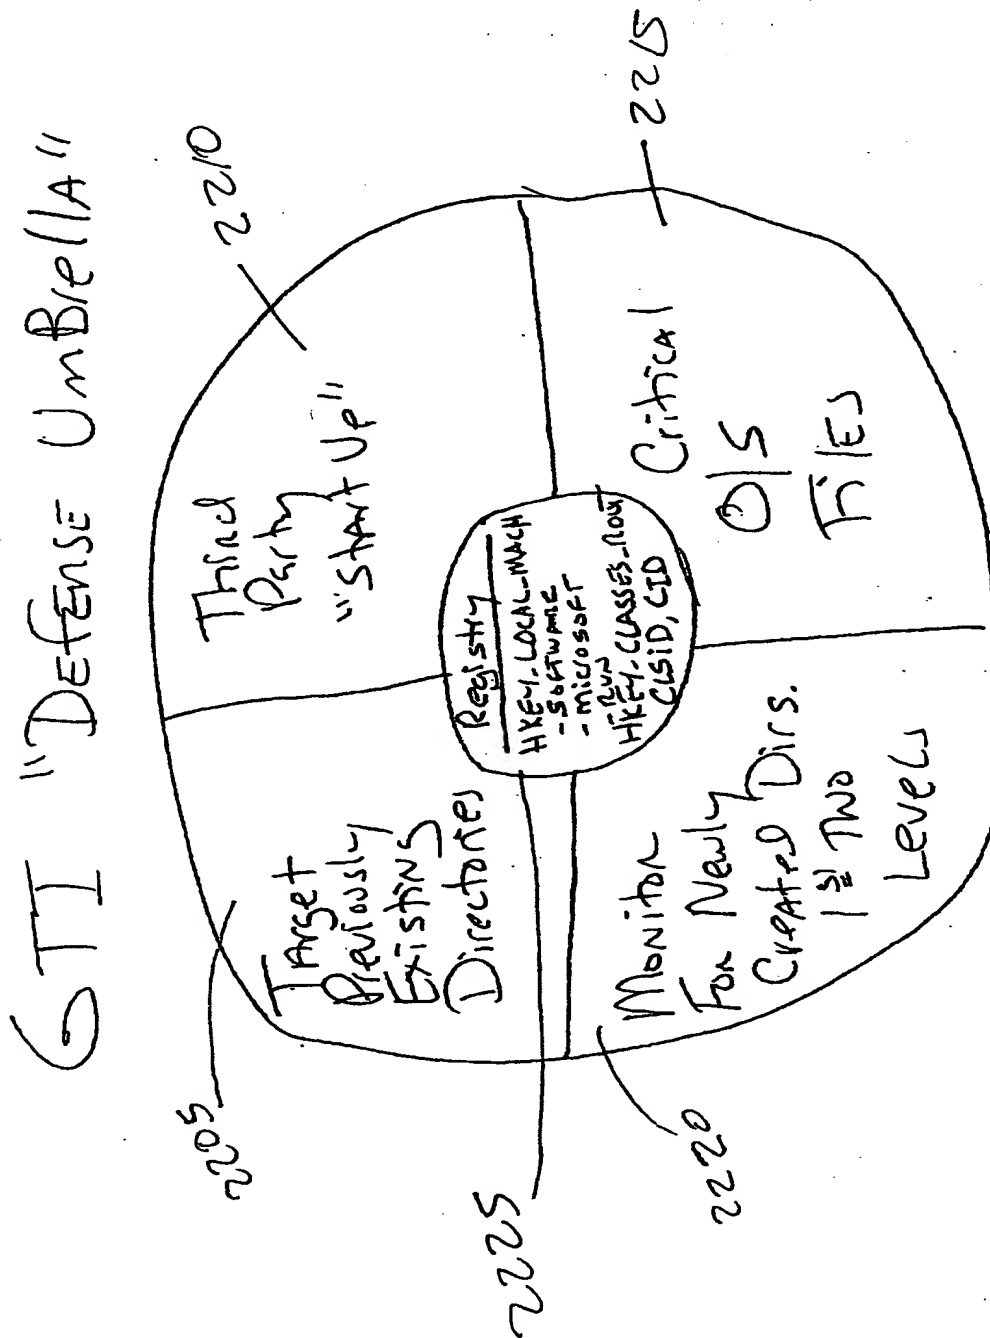 6TI "DEFENSE UMBRellA"
2205
Target
Previously
Existing
Directories
2210
Third
Party
"START UP"
Registry
HKEY_LOCAL_MACH
-SOFTWARE
-MICROSOFT
RUN
HKEY_CLASSES_ROOT
CLSID, CID
2225
Monitor
For Newly
Created Dirs.
1st Two
Levels
2220
Critical
O/S
FilES
2215